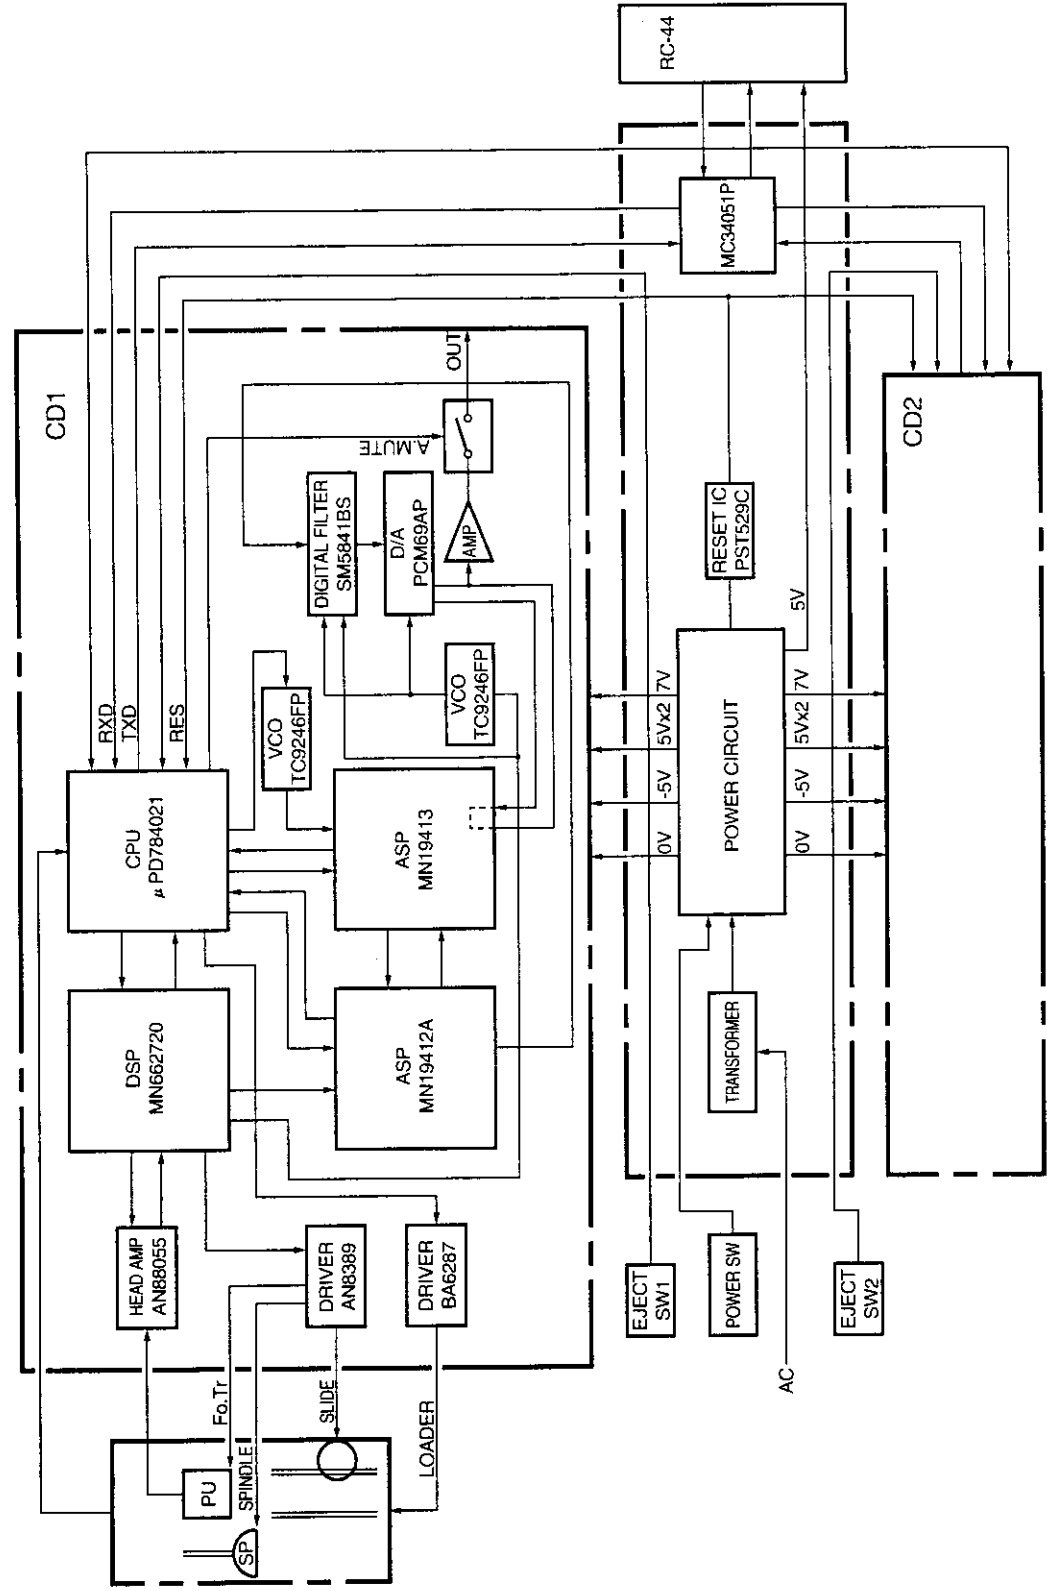 CD1
RXD
TXD
RES
CPU
μPD784021
DSP
MN662720
HEAD AMP
AN88055
DRIVER
AN8389
DRIVER
BA6287
VCO
TC9246FP
ASP
MN19413
ASP
MN19412A
DIGITAL FILTER
SM5841BS
D/A
PCM69AP
VCO
TC9246FP
AMP
A.MUTE
OUT
Fo.Tr
SPINDLE
SLIDE
LOADER
PU
SP
RC-44
MC34051P
RESET IC
PST529C
5V
POWER CIRCUIT
0V
-5V
5Vx2
7V
0V
-5V
5Vx2
7V
TRANSFORMER
EJECT
SW1
POWER SW
EJECT
SW2
AC
CD2